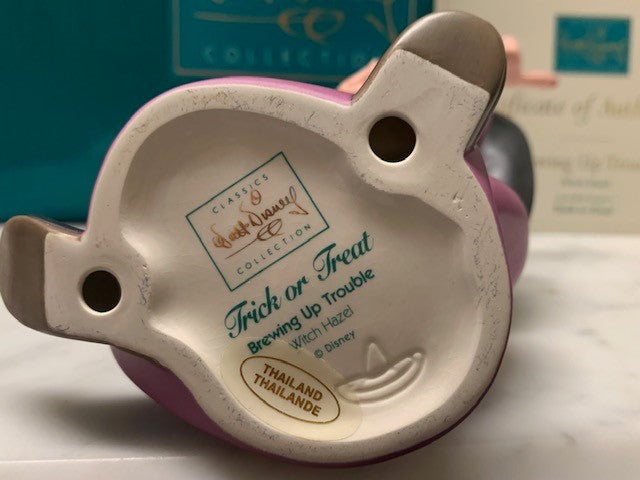 COLLECTION
CLASSICS
Walt Disney
COLLECTION
Trick or Treat
Brewing Up Trouble
Witch Hazel
© Disney
THAILAND
THAILANDE